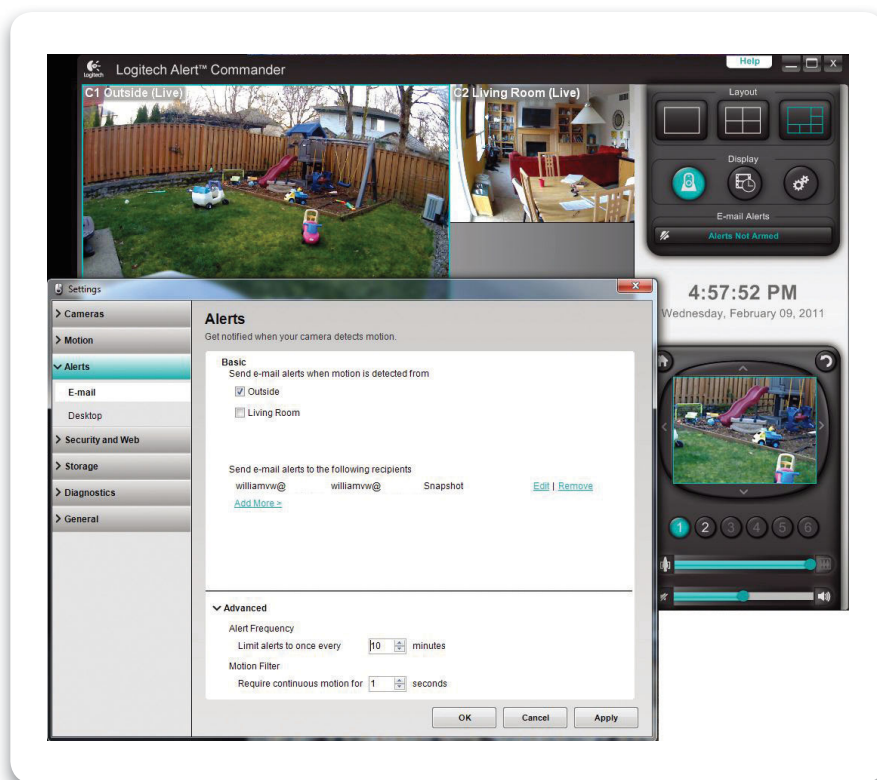 Logitech
Logitech Alert™ Commander
Help
C1 Outside (Live)
C2 Living Room (Live)
Layout
Display
E-mail Alerts
Alerts Not Armed
4:57:52 PM
Wednesday, February 09, 2011
1 2 3 4 5 6
Settings
> Cameras
> Motion
Alerts
E-mail
Desktop
> Security and Web
> Storage
> Diagnostics
> General
Alerts
Get notified when your camera detects motion.
Basic
Send e-mail alerts when motion is detected from
Outside
Living Room
Send e-mail alerts to the following recipients
williamvw@ williamvw@ Snapshot Edit | Remove
Add More >
Advanced
Alert Frequency
Limit alerts to once every 10 minutes
Motion Filter
Require continuous motion for 1 seconds
OK Cancel Apply